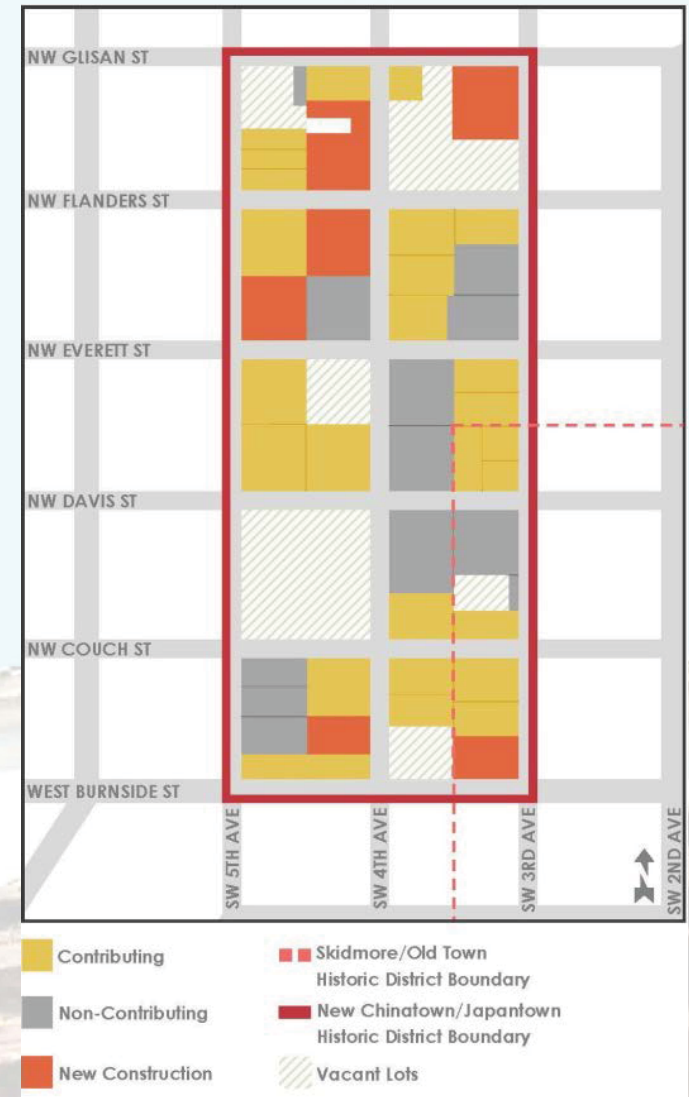 NW GLISAN ST
NW FLANDERS ST
NW EVERETT ST
NW DAVIS ST
NW COUCH ST
WEST BURNSIDE ST
SW 5TH AVE
SW 4TH AVE
SW 3RD AVE
SW 2ND AVE
N
Contributing
Non-Contributing
New Construction
Skidmore/Old Town
Historic District Boundary
New Chinatown/Japantown
Historic District Boundary
Vacant Lots